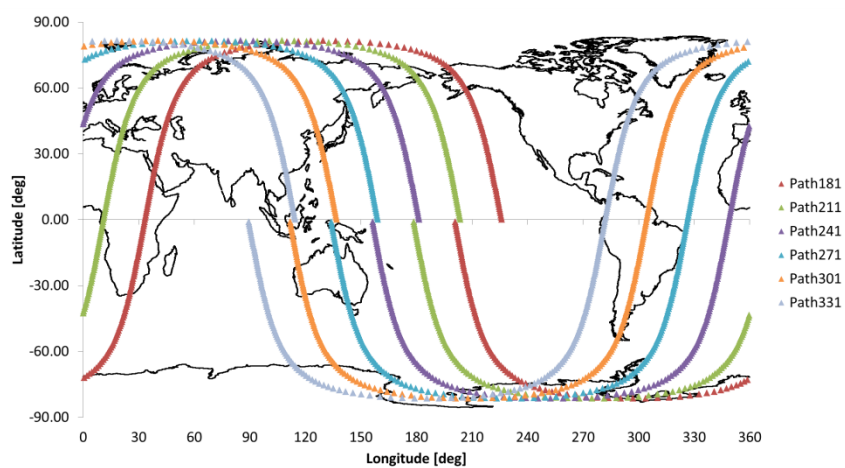 90.00
60.00
30.00
0.00
-30.00
-60.00
-90.00
Latitude [deg]
0 30 60 90 120 150 180 210 240 270 300 330 360
Longitude [deg]
Path181
Path211
Path241
Path271
Path301
Path331